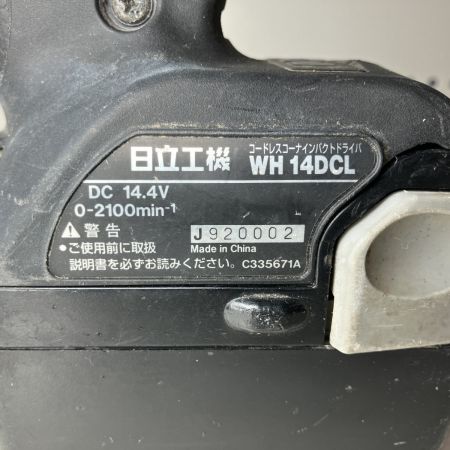 日立工機
コードレスコーナインパクトドライバ
WH 14DCL
DC 14.4V
0-2100min⁻¹
⚠警告
●ご使用前に取扱
説明書を必ずお読みください。
J920002
Made in China
C335671A